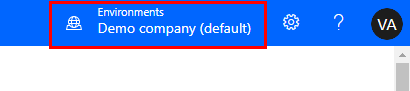 Environments
Demo company (default)
?
VA